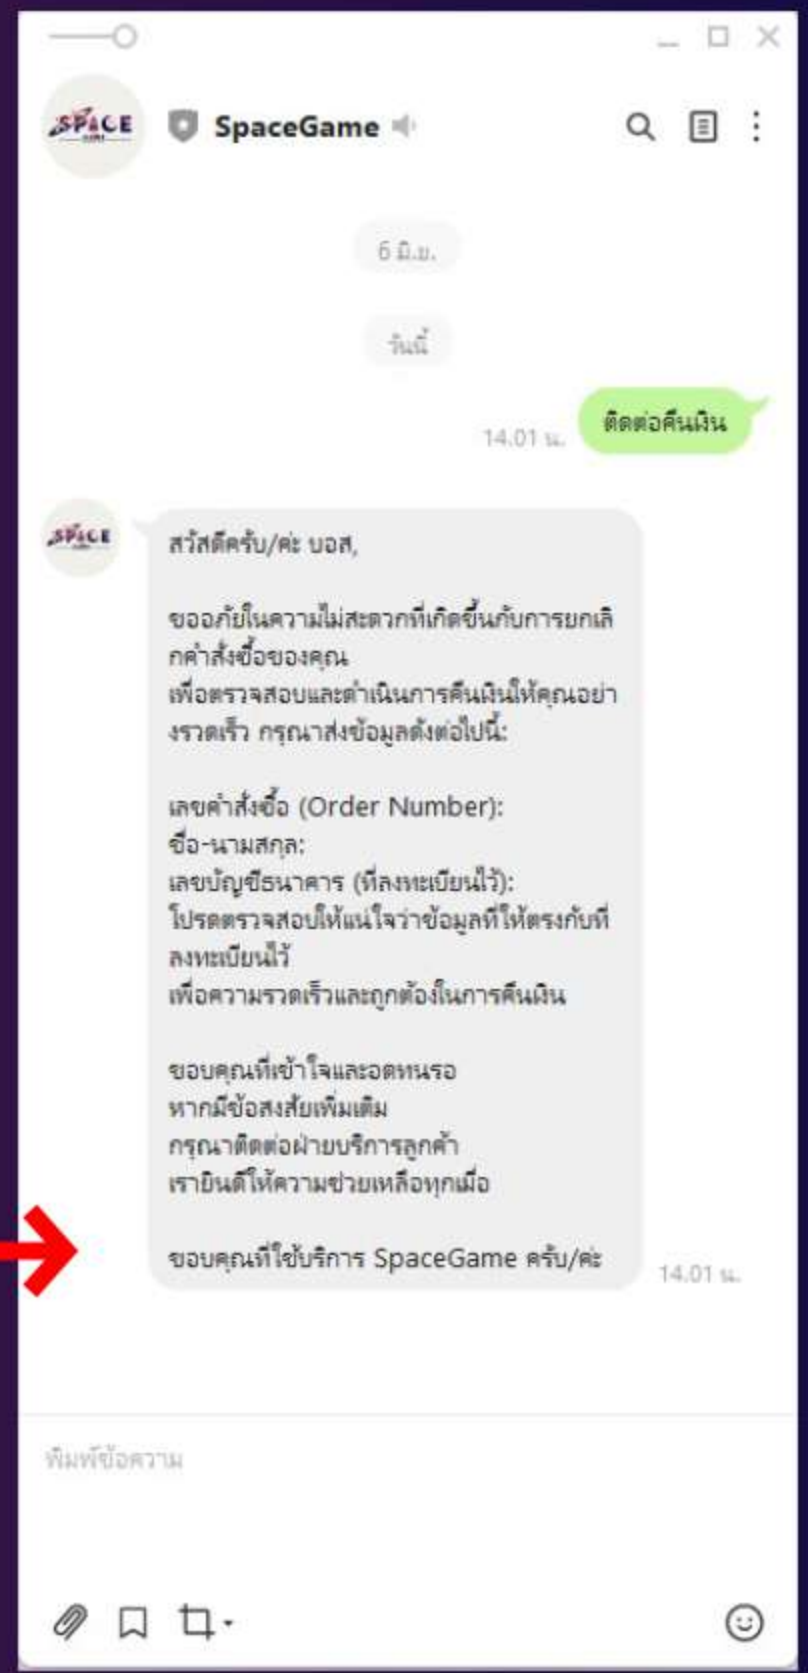 SPACE
SpaceGame
6 มิ.ย.
วันนี้
ติดต่อคืนเงิน
14.01 น.
SPACE
สวัสดีครับ/ค่ะ บอส,
ขออภัยในความไม่สะดวกที่เกิดขึ้นกับการยกเลิ
กคำสั่งซื้อของคุณ
เพื่อตรวจสอบและดำเนินการคืนเงินให้คุณอย่า
งรวดเร็ว กรุณาส่งข้อมูลดังต่อไปนี้:
เลขคำสั่งซื้อ (Order Number):
ชื่อ-นามสกุล:
เลขบัญชีธนาคาร (ที่ลงทะเบียนไว้):
โปรดตรวจสอบให้แน่ใจว่าข้อมูลที่ให้ตรงกับที่
ลงทะเบียนไว้
เพื่อความรวดเร็วและถูกต้องในการคืนเงิน
ขอบคุณที่เข้าใจและอดทนรอ
หากมีข้อสงสัยเพิ่มเติม
กรุณาติดต่อฝ่ายบริการลูกค้า
เรายินดีให้ความช่วยเหลือทุกเมื่อ
ขอบคุณที่ใช้บริการ SpaceGame ครับ/ค่ะ
14.01 น.
พิมพ์ข้อความ